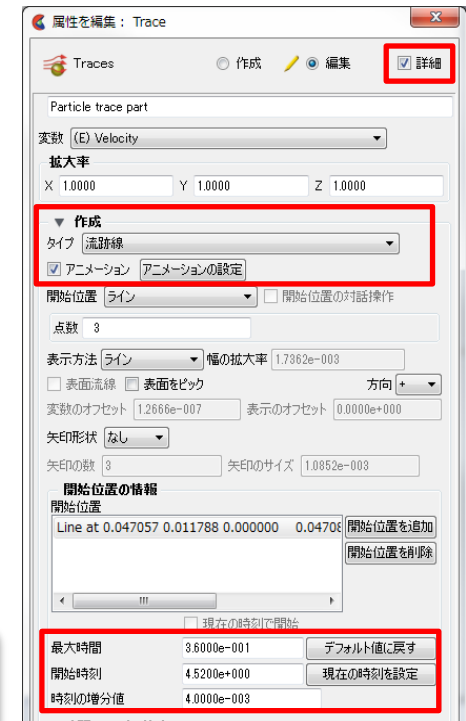 属性を編集： Trace
Traces 作成 編集 詳細
Particle trace part
変数 (E) Velocity
拡大率
X 1.0000 Y 1.0000 Z 1.0000
作成
タイプ 流跡線
アニメーション アニメーションの設定
開始位置 ライン 開始位置の対話操作
点数 3
表示方法 ライン 幅の拡大率 1.7362e-003
表面流線 表面をピック 方向 +
変数のオフセット 1.2666e-007 表示のオフセット 0.0000e+000
矢印形状 なし
矢印の数 3 矢印のサイズ 1.0852e-003
開始位置の情報
開始位置
Line at 0.047057 0.011788 0.000000 0.04708 開始位置を追加
開始位置を削除
現在の時刻で開始
最大時間 3.6000e-001 デフォルト値に戻す
開始時刻 4.5200e+000 現在の時刻を設定
時刻の増分値 4.0000e-003